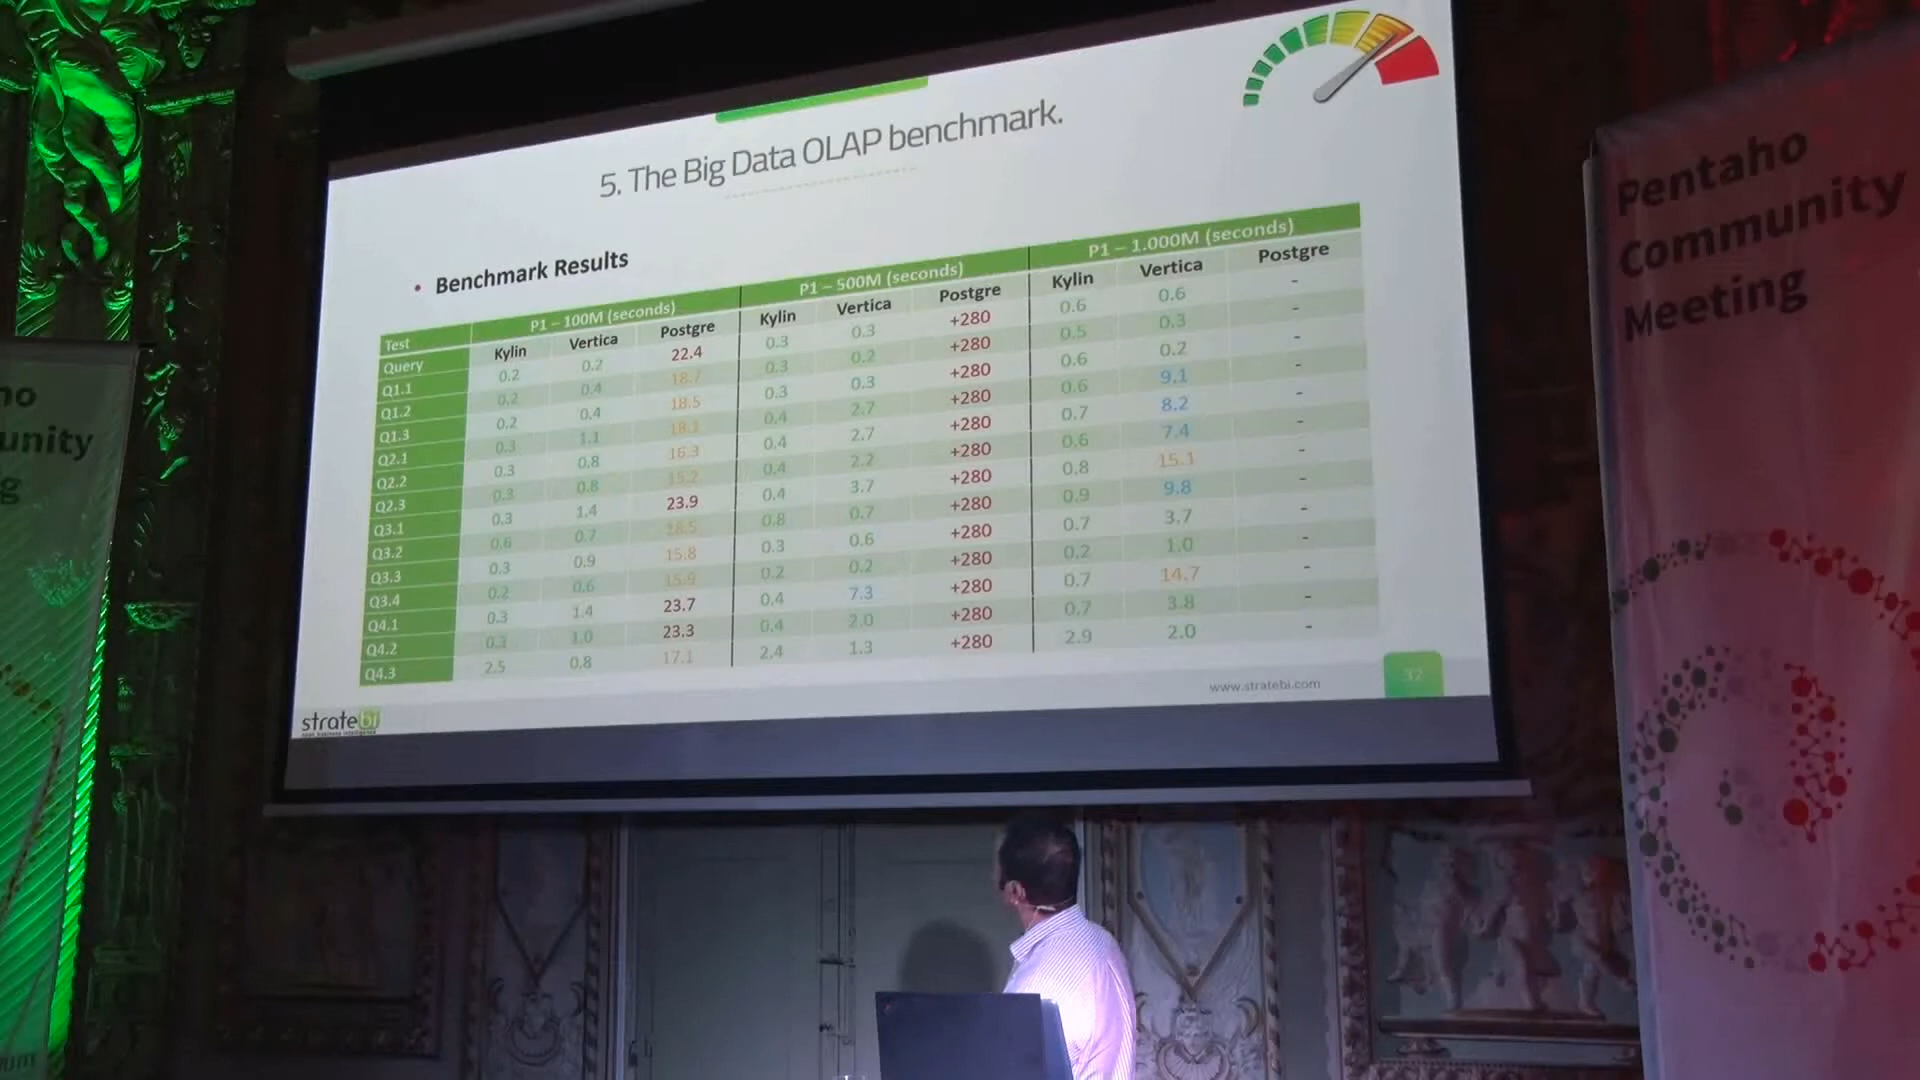 5. The Big Data OLAP benchmark.
• Benchmark Results
Test P1 – 100M (seconds) P1 – 500M (seconds) P1 – 1.000M (seconds)
Query Kylin Vertica Postgre Kylin Vertica Postgre Kylin Vertica Postgre
Q1.1 0.2 0.2 22.4 0.3 0.3 +280 0.6 0.6 -
Q1.2 0.2 0.4 18.7 0.3 0.2 +280 0.5 0.3 -
Q1.3 0.2 0.4 18.5 0.3 0.3 +280 0.6 0.2 -
Q2.1 0.3 1.1 18.1 0.4 2.7 +280 0.6 9.1 -
Q2.2 0.3 0.8 16.3 0.4 2.7 +280 0.7 8.2 -
Q2.3 0.3 0.8 15.2 0.4 2.2 +280 0.6 7.4 -
Q3.1 0.3 1.4 23.9 0.4 3.7 +280 0.8 15.1 -
Q3.2 0.6 0.7 18.5 0.8 0.7 +280 0.9 9.8 -
Q3.3 0.3 0.9 15.8 0.3 0.6 +280 0.7 3.7 -
Q3.4 0.2 0.6 15.9 0.2 0.2 +280 0.2 1.0 -
Q4.1 0.3 1.4 23.7 0.4 7.3 +280 0.7 14.7 -
Q4.2 0.3 1.0 23.3 0.4 2.0 +280 0.7 3.8 -
Q4.3 2.5 0.8 17.1 2.4 1.3 +280 2.9 2.0 -
www.stratebi.com 32
stratebi
open business intelligence
Pentaho
Community
Meeting
ho
unity
g